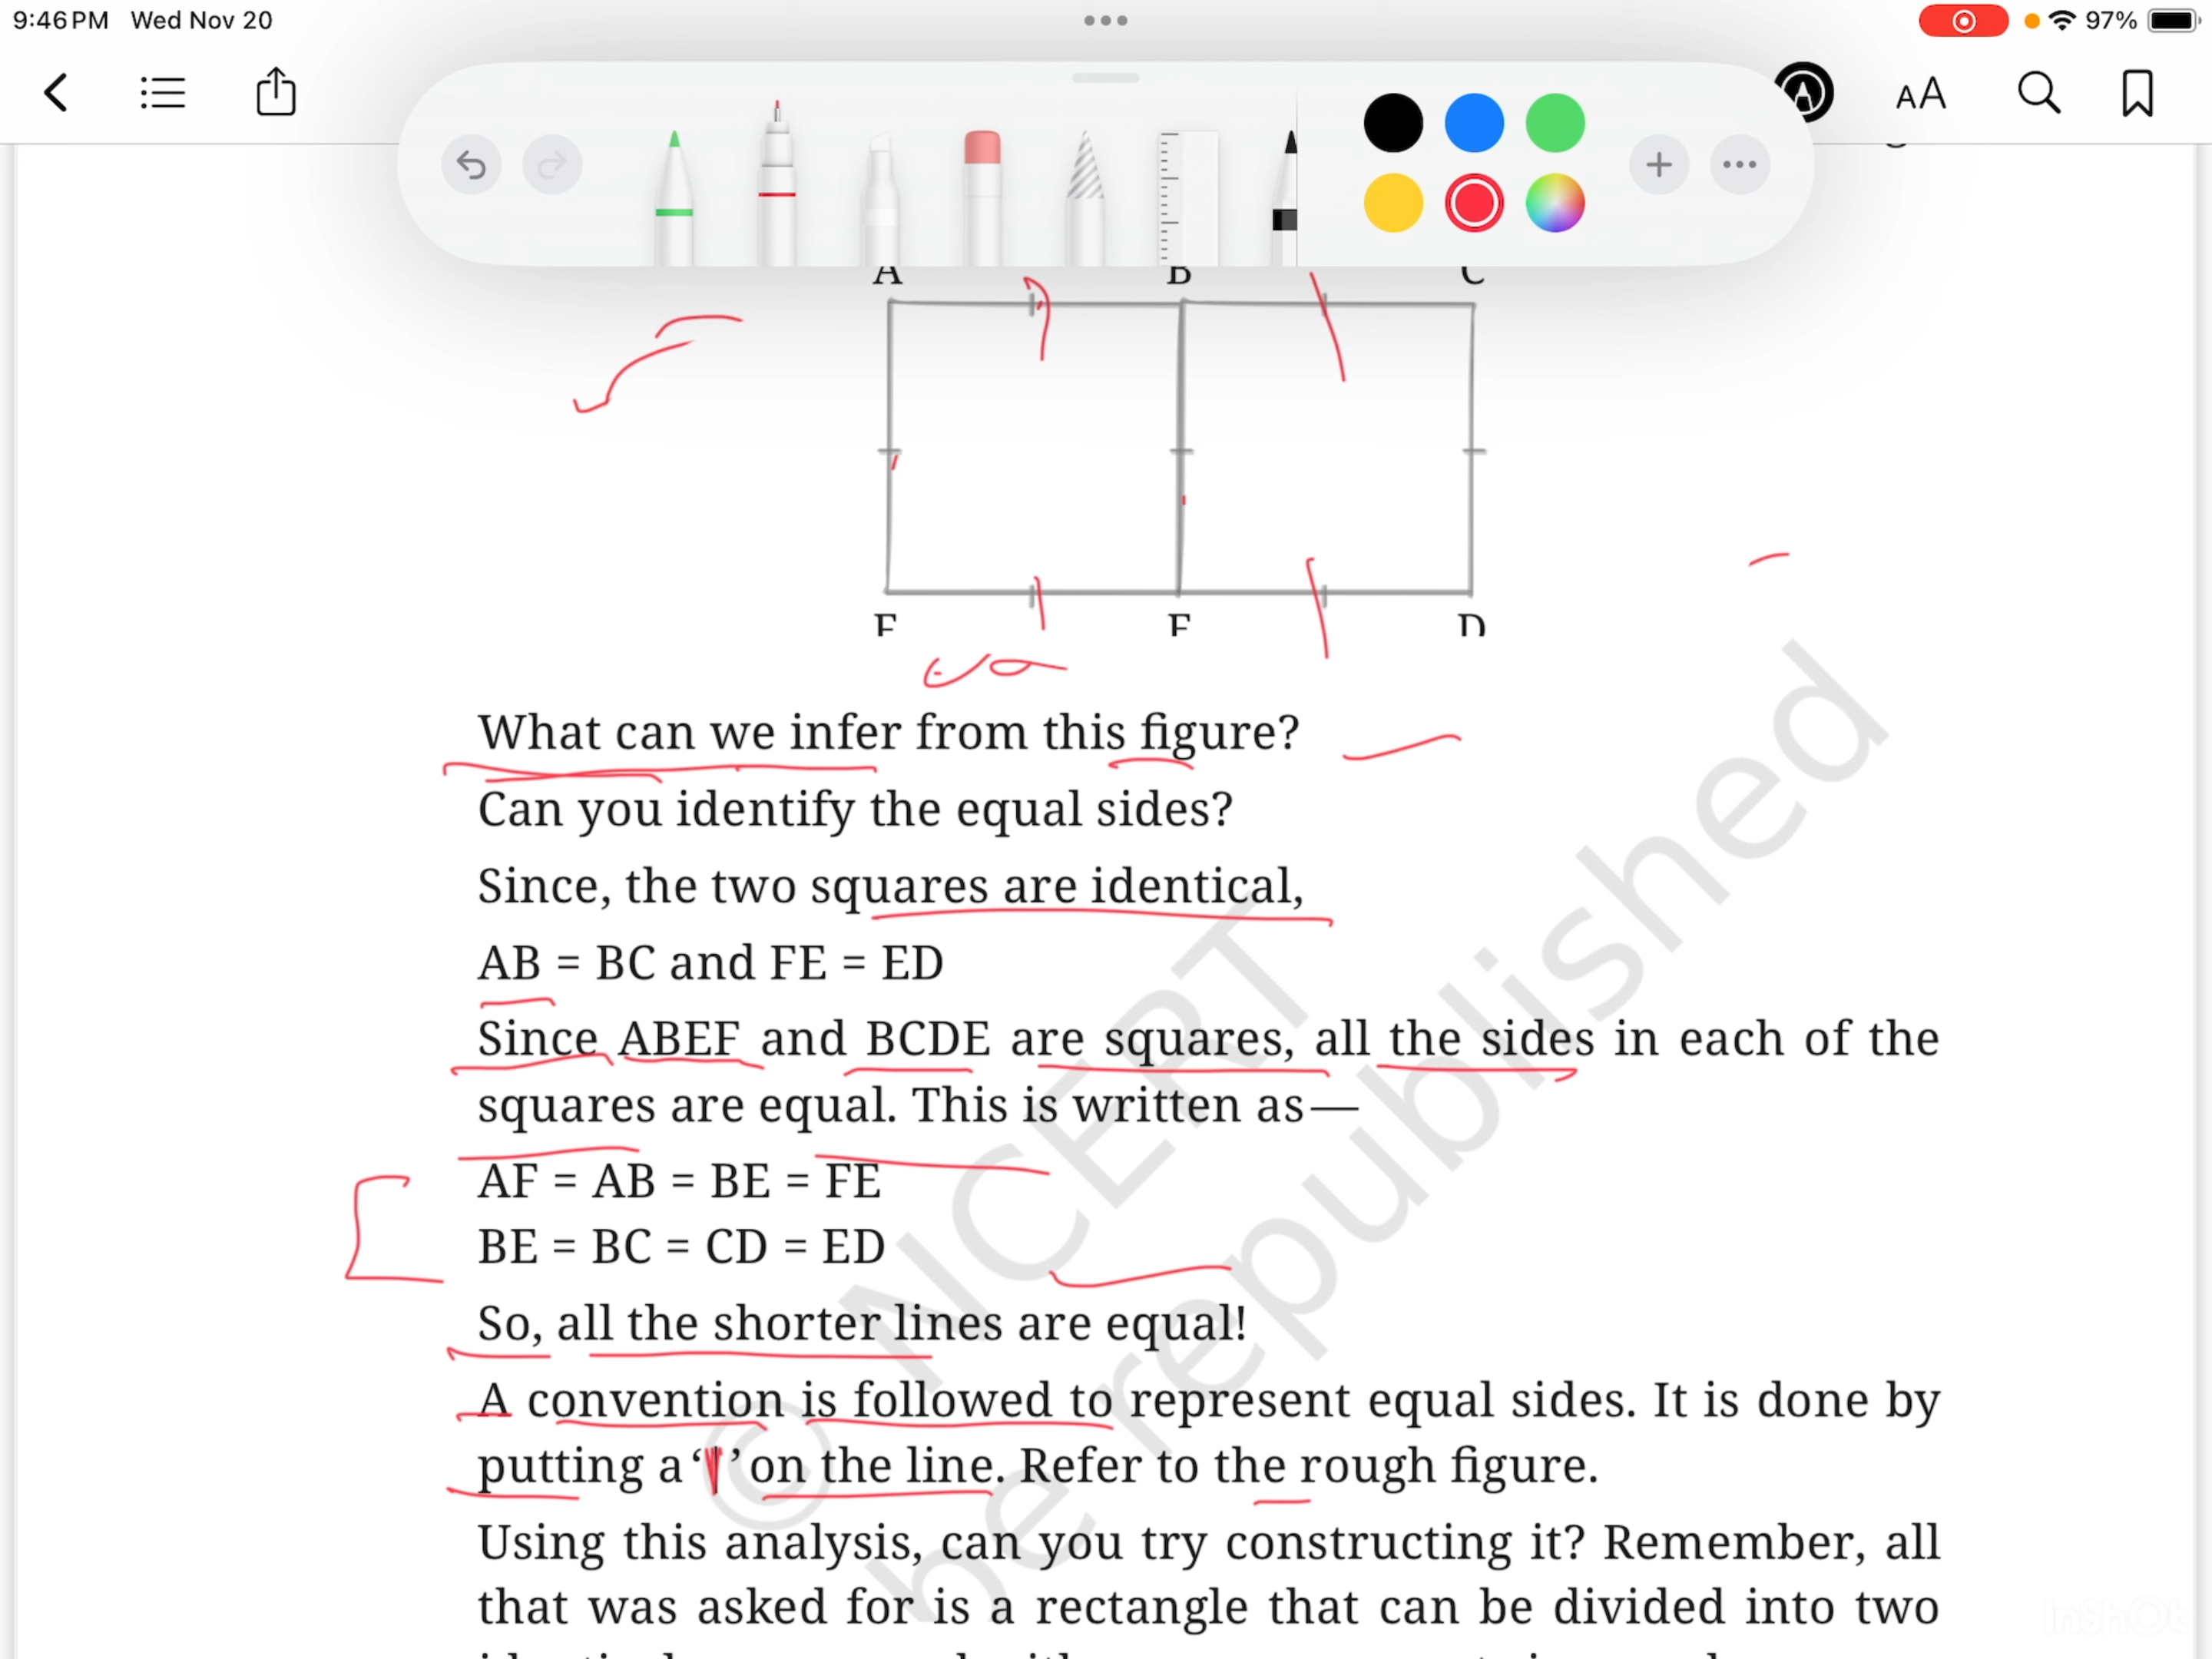 9:46 PM Wed Nov 20
97%
AA
A B C
F E D
What can we infer from this figure?
Can you identify the equal sides?
Since, the two squares are identical,
AB = BC and FE = ED
Since ABEF and BCDE are squares, all the sides in each of the
squares are equal. This is written as—
AF = AB = BE = FE
BE = BC = CD = ED
So, all the shorter lines are equal!
A convention is followed to represent equal sides. It is done by
putting a ‘|’ on the line. Refer to the rough figure.
Using this analysis, can you try constructing it? Remember, all
that was asked for is a rectangle that can be divided into two
© NCERT
be republished
InShOt